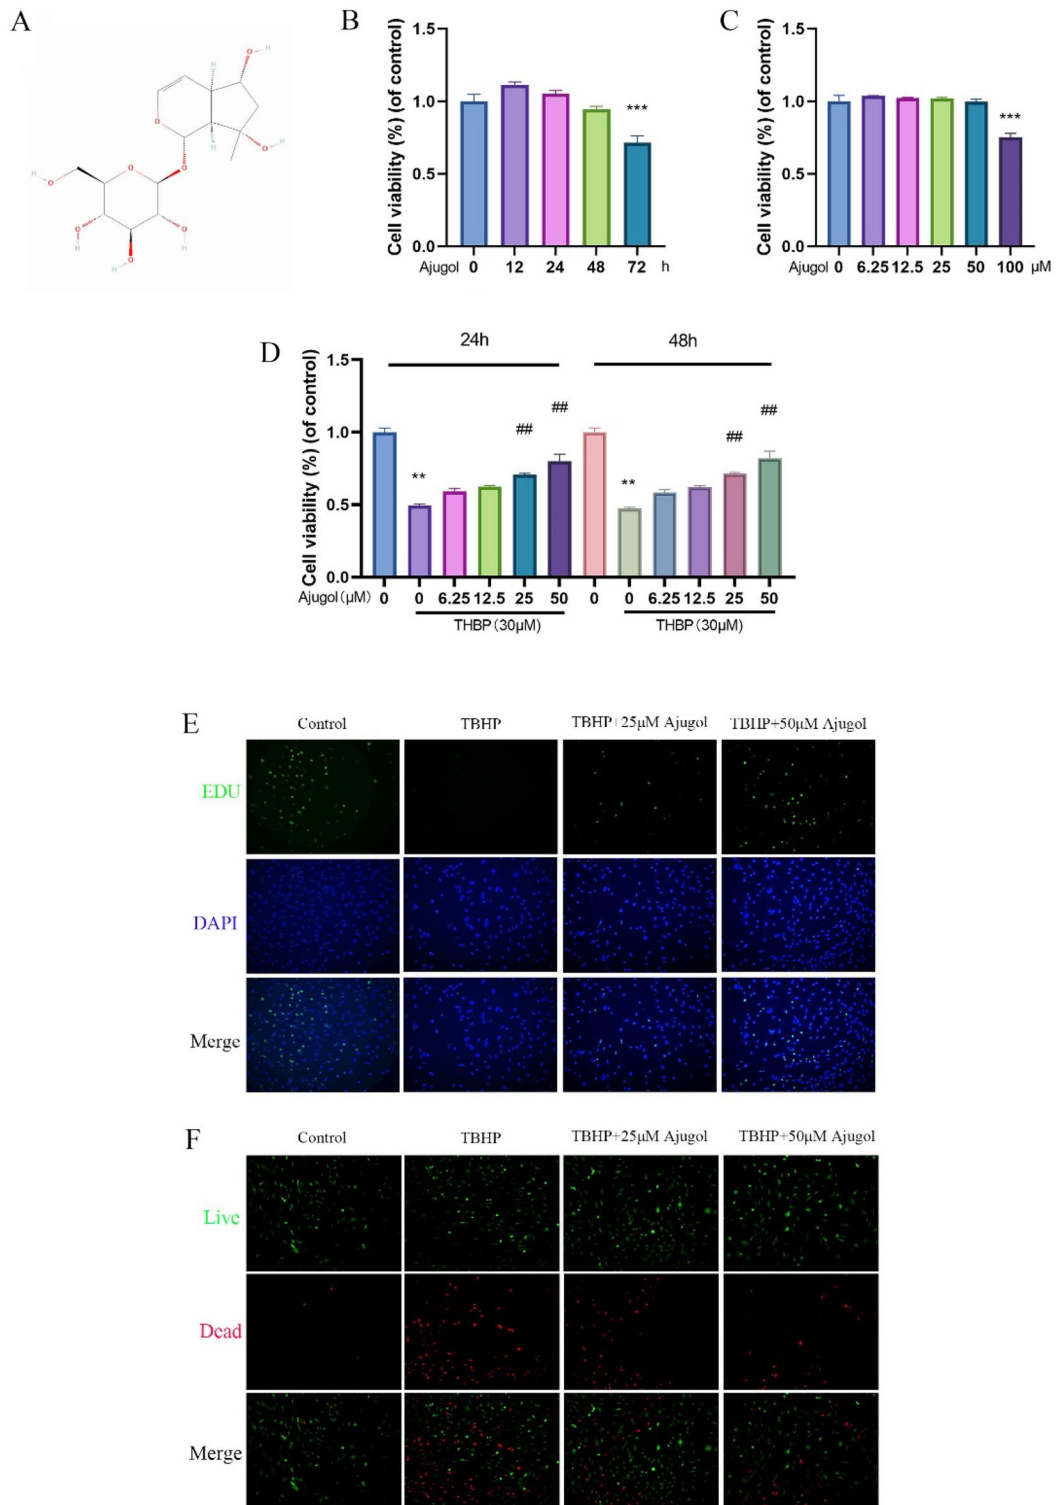 A
H
O
H
O
H
O
H
O
O
O
H
O
O
O
H
H
O
H
B
Cell viability (%) (of control)
1.5
1.0
0.5
0.0
***
Ajugol 0 12 24 48 72 h
C
Cell viability (%) (of control)
1.5
1.0
0.5
0.0
***
Ajugol 0 6.25 12.5 25 50 100 μM
D
Cell viability (%) (of control)
24h 48h
1.5
1.0
0.5
0.0
** ## ## ** ## ##
Ajugol(μM) 0 0 6.25 12.5 25 50 0 0 6.25 12.5 25 50
THBP(30μM) THBP(30μM)
E
Control TBHP TBHP+25μM Ajugol TBHP+50μM Ajugol
EDU
DAPI
Merge
F
Control TBHP TBHP+25μM Ajugol TBHP+50μM Ajugol
Live
Dead
Merge